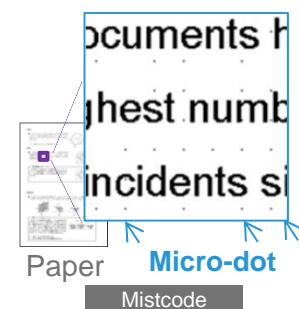 ocuments h
ghest numb
incidents si
Paper
Micro-dot
Mistcode